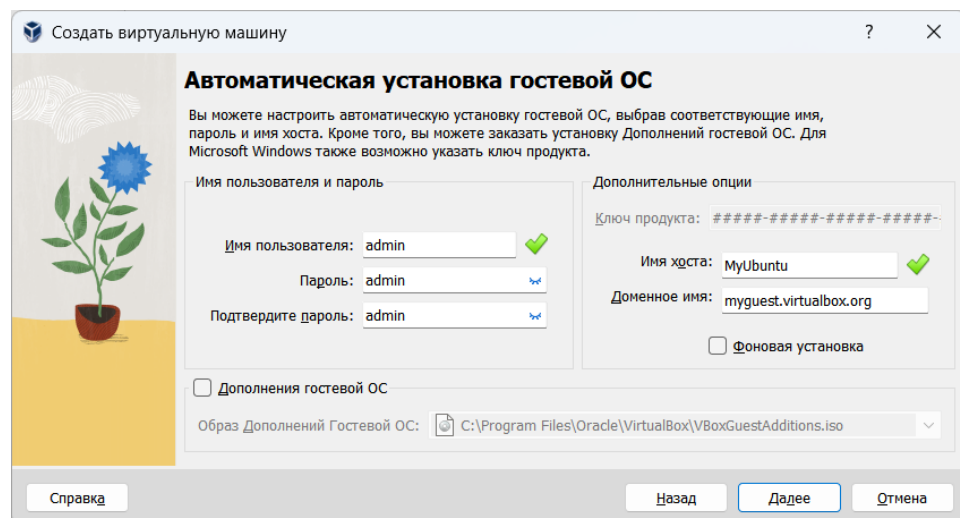 Создать виртуальную машину
?
Автоматическая установка гостевой ОС
Вы можете настроить автоматическую установку гостевой ОС, выбрав соответствующие имя,
пароль и имя хоста. Кроме того, вы можете заказать установку Дополнений гостевой ОС. Для
Microsoft Windows также возможно указать ключ продукта.
Имя пользователя и пароль
Имя пользователя: admin
Пароль: admin
Подтвердите пароль: admin
Дополнительные опции
Ключ продукта: #####-#####-#####-#####-
Имя хоста: MyUbuntu
Доменное имя: myguest.virtualbox.org
Фоновая установка
Дополнения гостевой ОС
Образ Дополнений Гостевой ОС: C:\Program Files\Oracle\VirtualBox\VBoxGuestAdditions.iso
Справка
Назад
Далее
Отмена